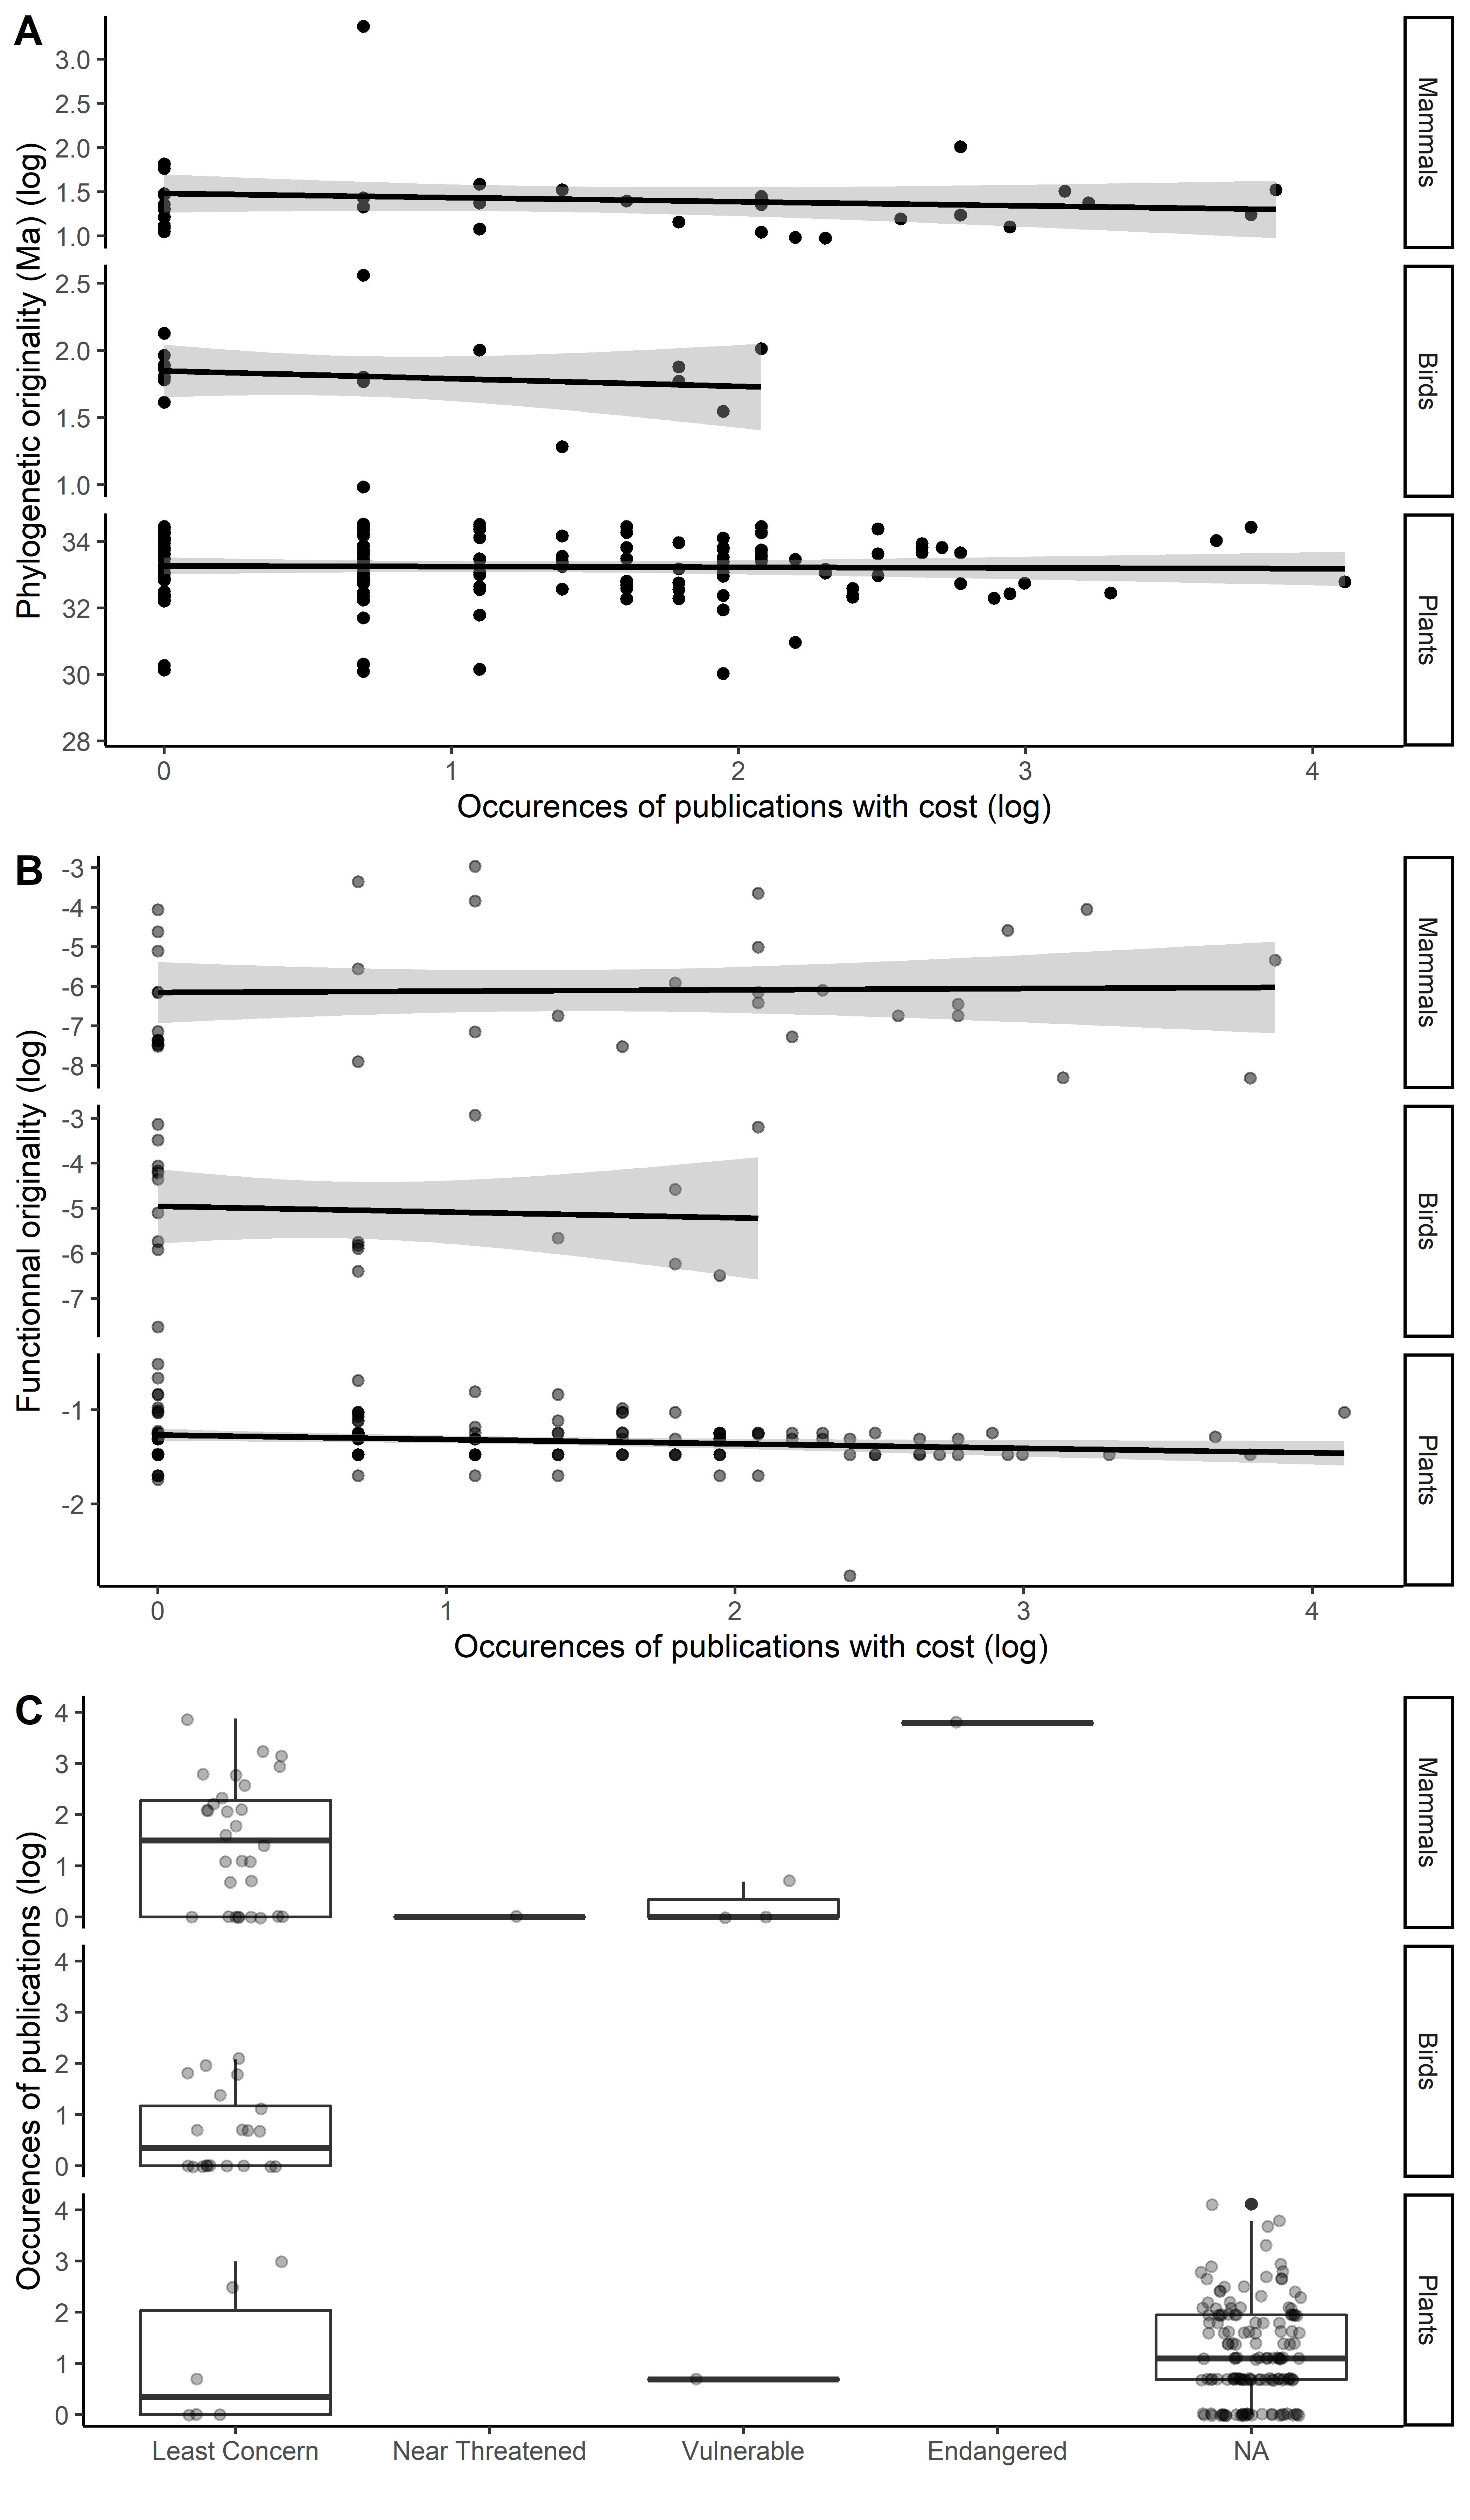 A
Phylogenetic originality (Ma) (log)
3.0
2.5
2.0
1.5
1.0
Mammals
2.5
2.0
1.5
1.0
Birds
34
32
30
28
Plants
0 1 2 3 4
Occurences of publications with cost (log)
B
Functionnal originality (log)
-3
-4
-5
-6
-7
-8
Mammals
-3
-4
-5
-6
-7
Birds
-1
-2
Plants
0 1 2 3 4
Occurences of publications with cost (log)
C
Occurences of publications (log)
4
3
2
1
0
Mammals
4
3
2
1
0
Birds
4
3
2
1
0
Plants
Least Concern Near Threatened Vulnerable Endangered NA